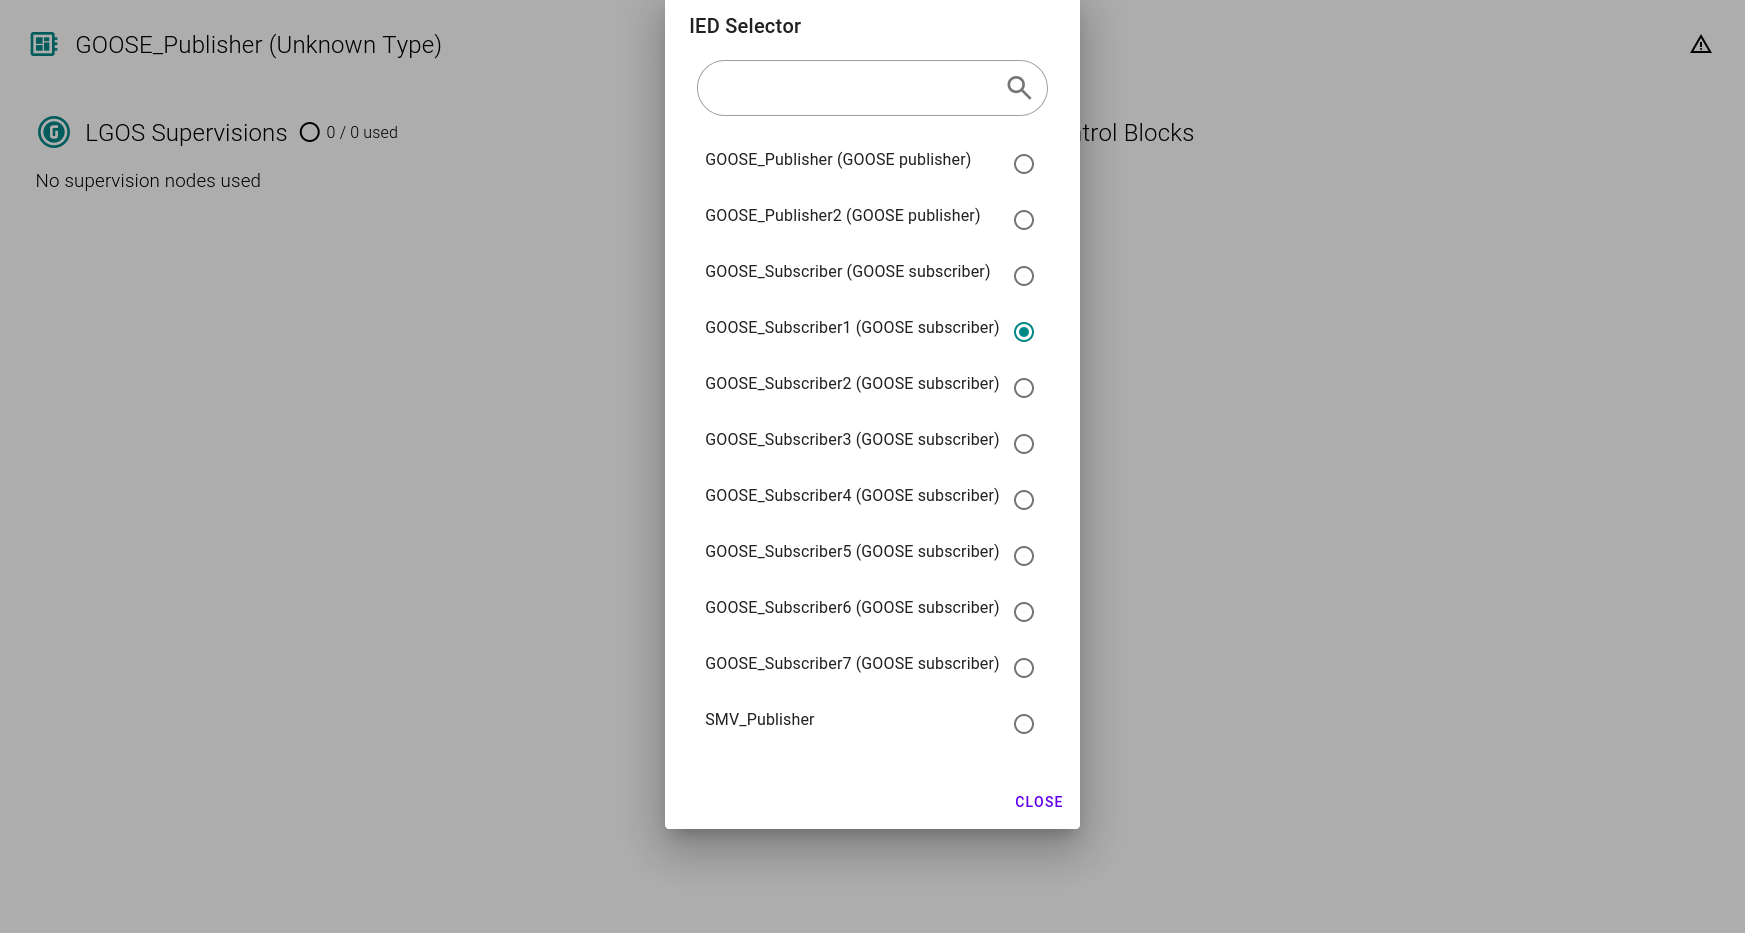 GOOSE_Publisher (Unknown Type)
LGOS Supervisions
0 / 0 used
No supervision nodes used
IED Selector
GOOSE_Publisher (GOOSE publisher)
GOOSE_Publisher2 (GOOSE publisher)
GOOSE_Subscriber (GOOSE subscriber)
GOOSE_Subscriber1 (GOOSE subscriber)
GOOSE_Subscriber2 (GOOSE subscriber)
GOOSE_Subscriber3 (GOOSE subscriber)
GOOSE_Subscriber4 (GOOSE subscriber)
GOOSE_Subscriber5 (GOOSE subscriber)
GOOSE_Subscriber6 (GOOSE subscriber)
GOOSE_Subscriber7 (GOOSE subscriber)
SMV_Publisher
CLOSE
Blocks